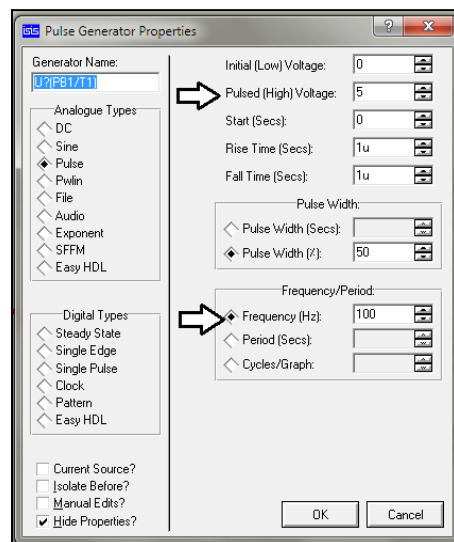 isis Pulse Generator Properties
Generator Name:
U?(PB1/T1)
Analogue Types
DC
Sine
Pulse
Pwlin
File
Audio
Exponent
SFFM
Easy HDL
Digital Types
Steady State
Single Edge
Single Pulse
Clock
Pattern
Easy HDL
Current Source?
Isolate Before?
Manual Edits?
Hide Properties?
Initial (Low) Voltage: 0
Pulsed (High) Voltage: 5
Start (Secs): 0
Rise Time (Secs): 1u
Fall Time (Secs): 1u
Pulse Width:
Pulse Width (Secs):
Pulse Width (%): 50
Frequency/Period:
Frequency (Hz): 100
Period (Secs):
Cycles/Graph:
OK Cancel